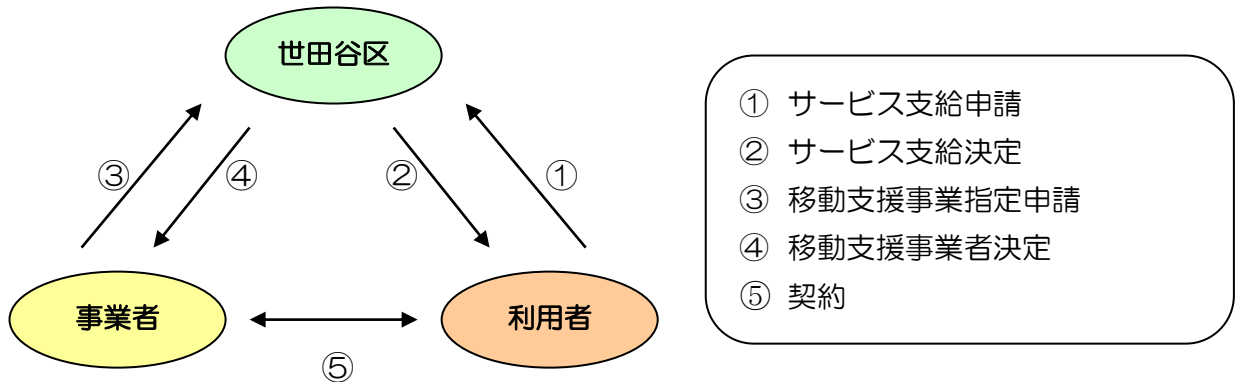 世田谷区
③
④
②
①
事業者
利用者
⑤
① サービス支給申請
② サービス支給決定
③ 移動支援事業指定申請
④ 移動支援事業者決定
⑤ 契約